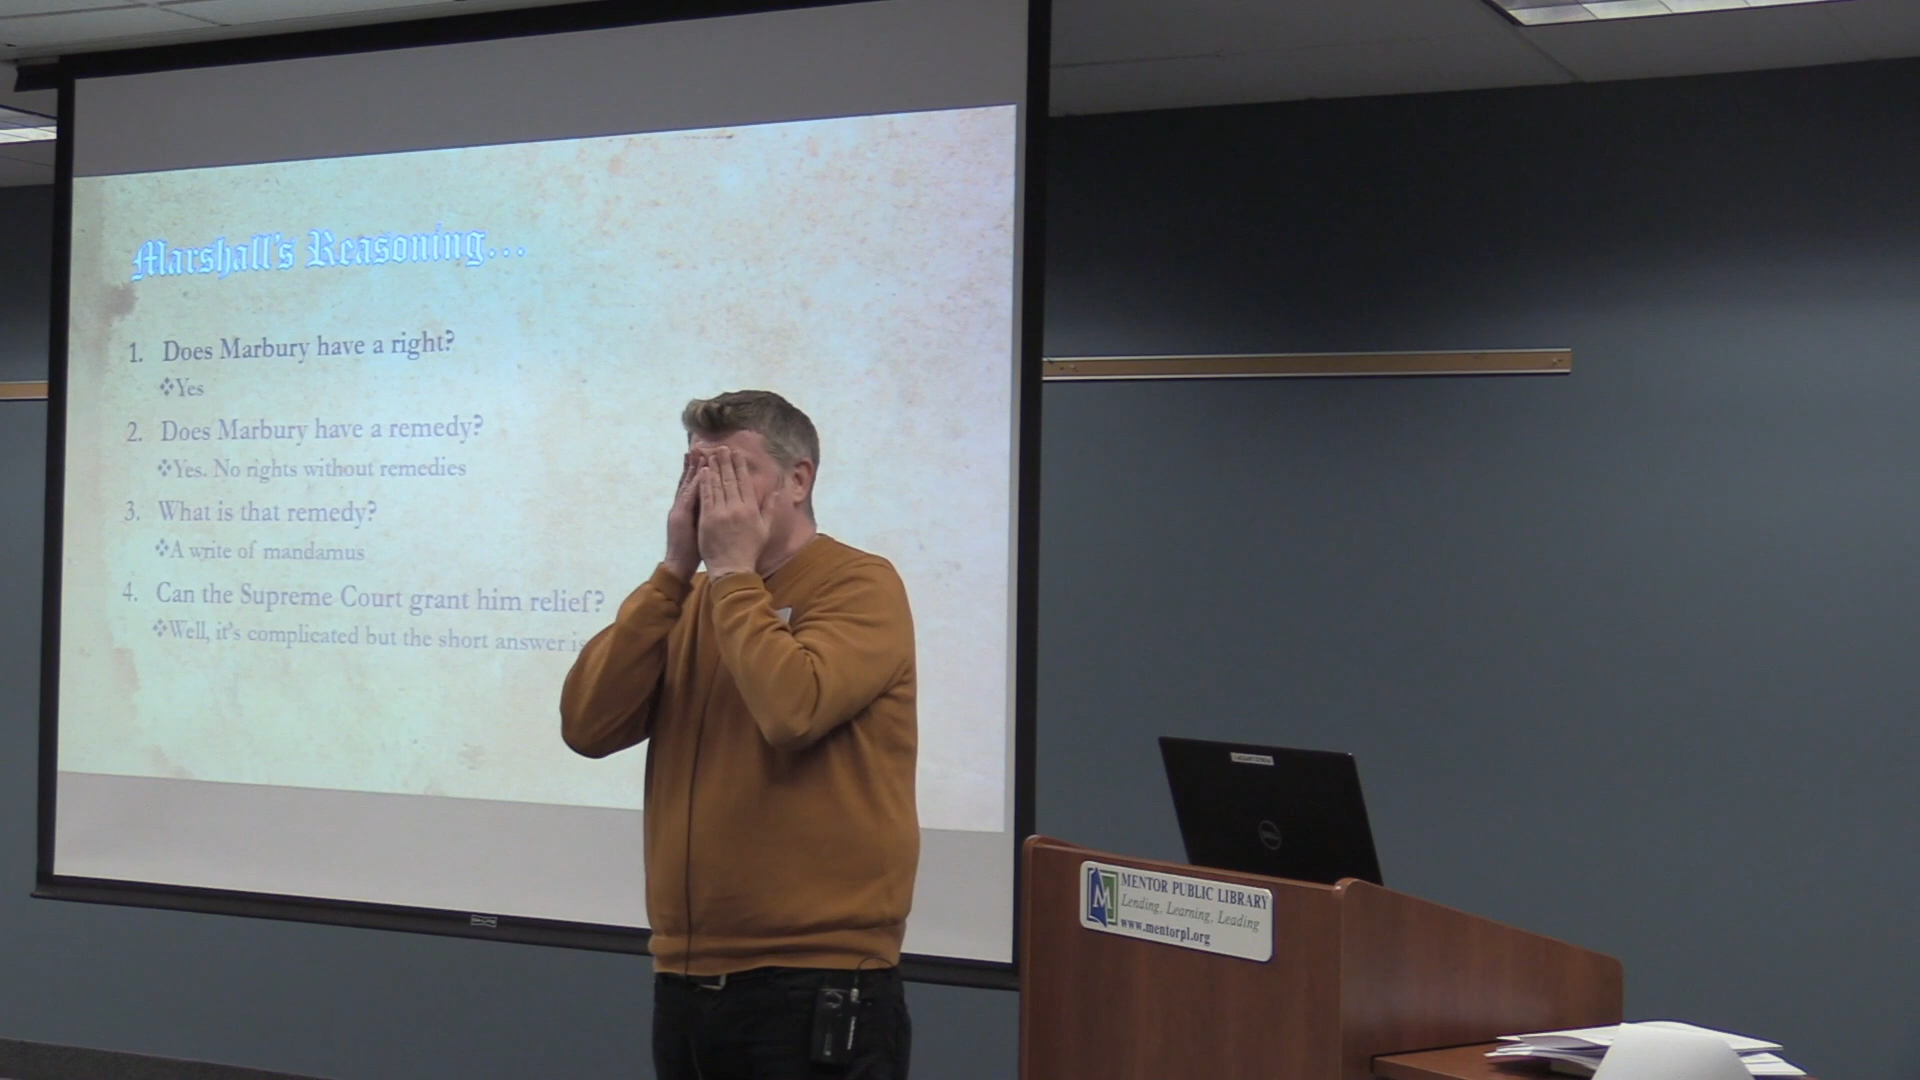 Marshall's Reasoning...
1. Does Marbury have a right?
❖Yes
2. Does Marbury have a remedy?
❖Yes. No rights without remedies
3. What is that remedy?
❖A write of mandamus
4. Can the Supreme Court grant him relief?
❖Well, it's complicated but the short answer is
M
MENTOR PUBLIC LIBRARY
Lending, Learning, Leading
www.mentorpl.org
DELL